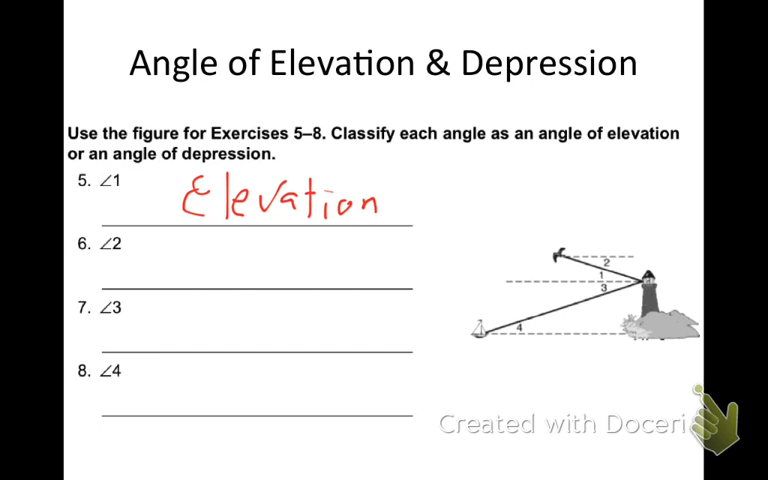 Angle of Elevation & Depression
Use the figure for Exercises 5–8. Classify each angle as an angle of elevation
or an angle of depression.
5. ∠1
Elevation
6. ∠2
7. ∠3
8. ∠4
2
1
3
4
Created with Doceri